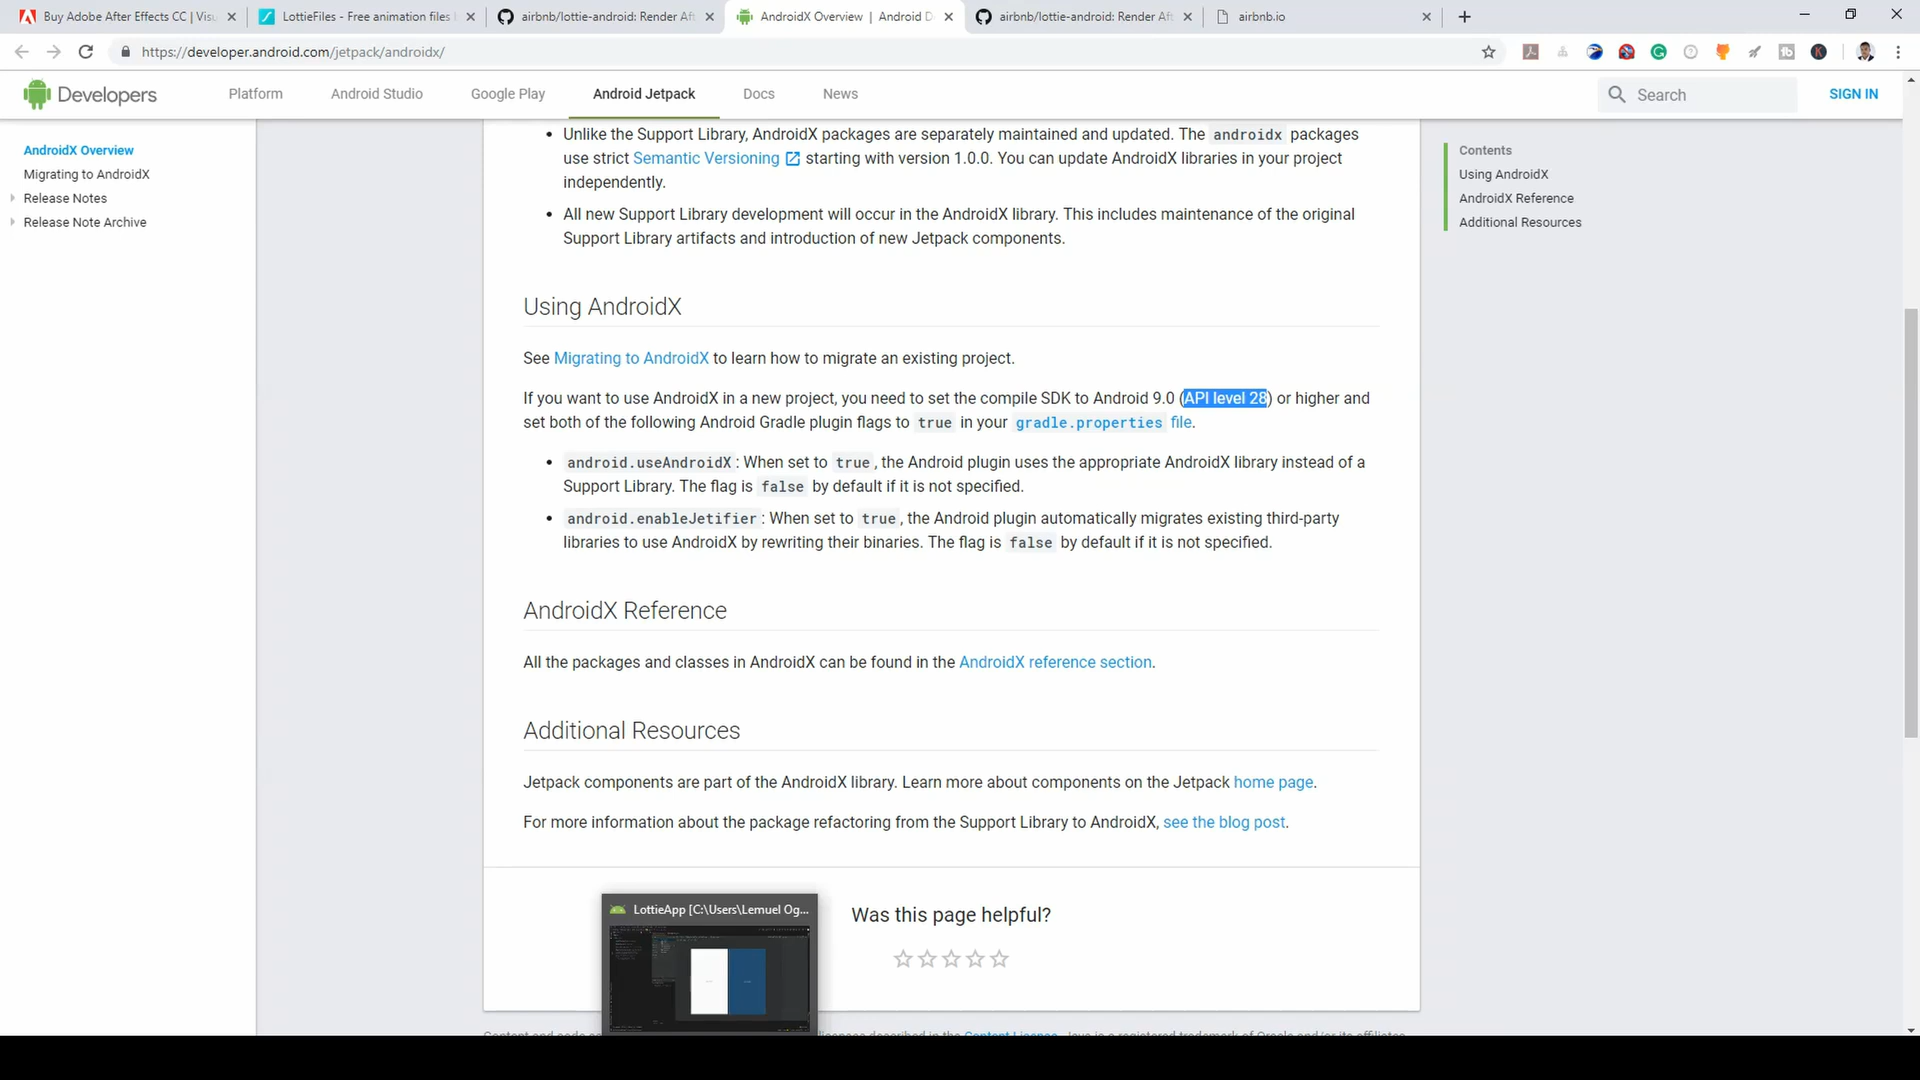 Buy Adobe After Effects CC | Visu
LottieFiles - Free animation files
airbnb/lottie-android: Render Aft
AndroidX Overview | Android D
airbnb/lottie-android: Render Aft
airbnb.io
https://developer.android.com/jetpack/androidx/
Developers
Platform
Android Studio
Google Play
Android Jetpack
Docs
News
Search
SIGN IN
AndroidX Overview
Migrating to AndroidX
Release Notes
Release Note Archive
• Unlike the Support Library, AndroidX packages are separately maintained and updated. The androidx packages
use strict Semantic Versioning starting with version 1.0.0. You can update AndroidX libraries in your project
independently.
• All new Support Library development will occur in the AndroidX library. This includes maintenance of the original
Support Library artifacts and introduction of new Jetpack components.
Using AndroidX
See Migrating to AndroidX to learn how to migrate an existing project.
If you want to use AndroidX in a new project, you need to set the compile SDK to Android 9.0 (API level 28) or higher and
set both of the following Android Gradle plugin flags to true in your gradle.properties file.
• android.useAndroidX: When set to true, the Android plugin uses the appropriate AndroidX library instead of a
Support Library. The flag is false by default if it is not specified.
• android.enableJetifier: When set to true, the Android plugin automatically migrates existing third-party
libraries to use AndroidX by rewriting their binaries. The flag is false by default if it is not specified.
AndroidX Reference
All the packages and classes in AndroidX can be found in the AndroidX reference section.
Additional Resources
Jetpack components are part of the AndroidX library. Learn more about components on the Jetpack home page.
For more information about the package refactoring from the Support Library to AndroidX, see the blog post.
LottieApp [C:\Users\Lemuel Og...
Was this page helpful?
Contents
Using AndroidX
AndroidX Reference
Additional Resources